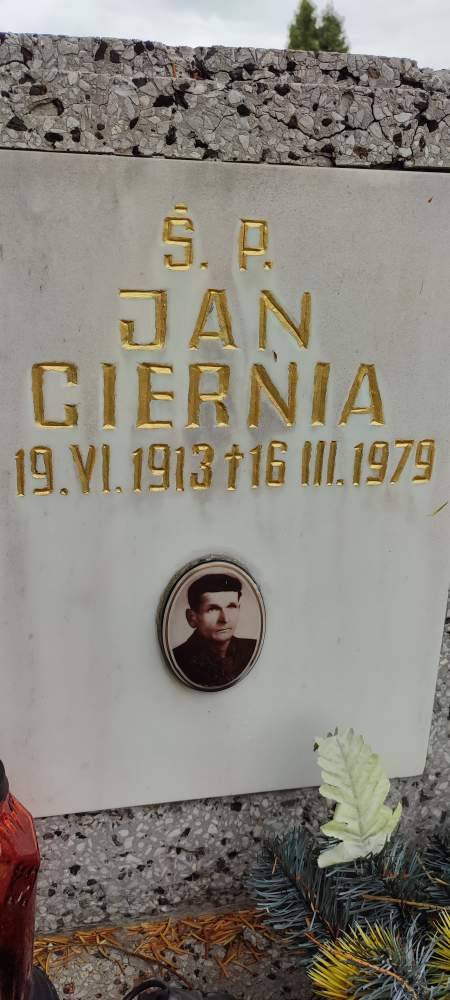 Ś. P.
JAN
CIERNIA
19.VI.1913†16 III.1979